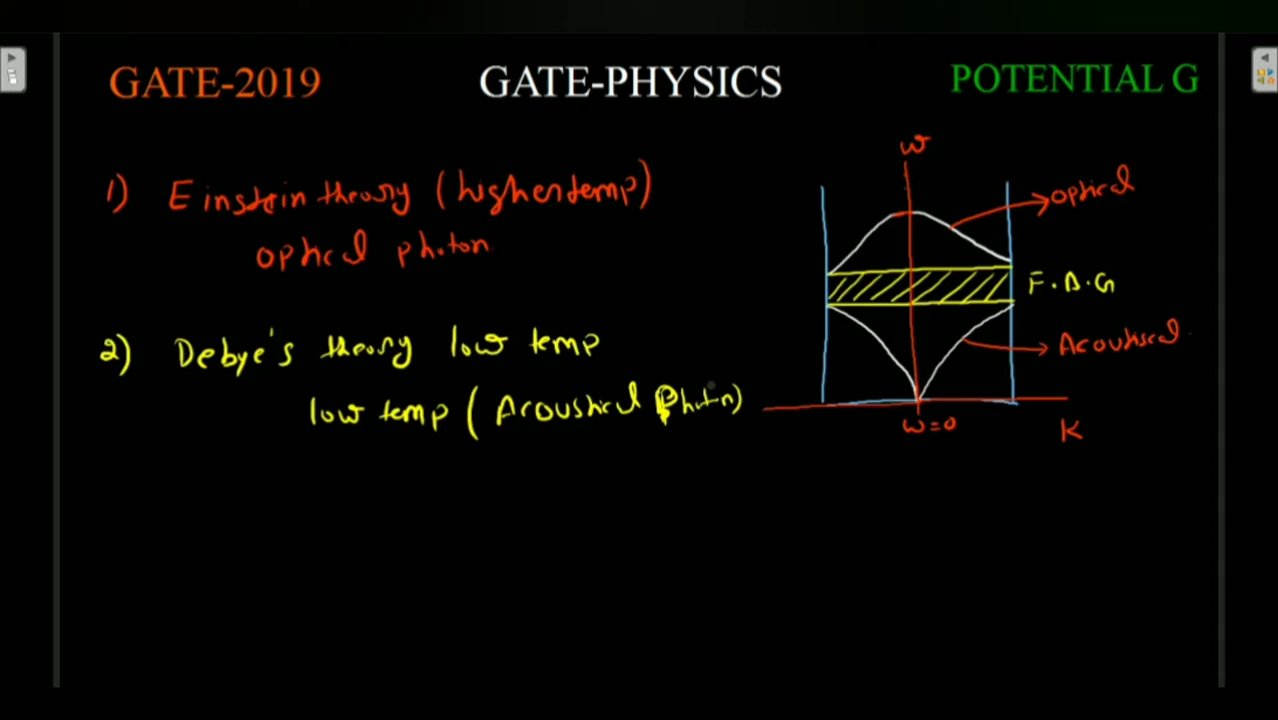 GATE-2019 GATE-PHYSICS POTENTIAL G
1) Einstein theory (higher temp)
optical photon
2) Debye's theory low temp
low temp (Acoustical Photon)
ω
optical
F.B.G
Acoustical
ω=0
K